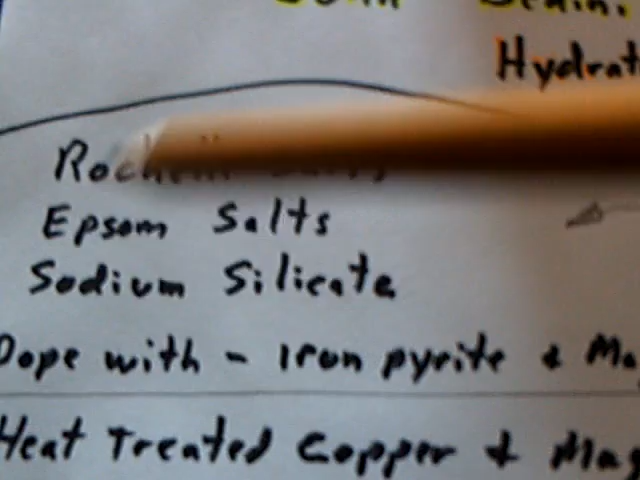 Hydrat
Epsom Salts
Sodium Silicate
Dope with - Iron pyrite & Ma
Heat Treated Copper & Mag